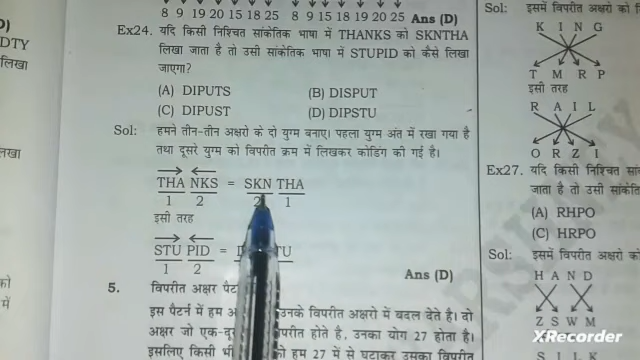 8 9 19 20 15 18 25 8 9 15 18 19 20 25 Ans (D)
Ex24. यदि किसी निश्चित सांकेतिक भाषा में THANKS को SKNTHA
लिखा जाता है तो उसी सांकेतिक भाषा में STUPID को कैसे लिखा
जाएगा?
(A) DIPUTS (B) DISPUT
(C) DIPUST (D) DIPSTU
Sol: हमने तीन-तीन अक्षरो के दो युग्म बनाए। पहला युग्म अंत में रखा गया है
तथा दूसरे युग्म को विपरीत क्रम में लिखकर कोडिंग की गई है।
THA NKS = SKN THA
1 2 2 1
इसी तरह
STU PID = TU
1 2
Ans (D)
5. विपरीत अक्षर
इस पैटर्न में हम उनके विपरीत अक्षरो में बदल देते है। दो
अक्षर जो होते है, उनका योग 27 होता है।
इसलिए किसी भी को हम 27 में से घटाकर उसका विपरीत
DTY
लिखा
Sol: इसमें विपरीत अक्षरो को
K I N G
T M R P
इसी तरह
R A I L
O R Z I
Ex27. यदि किसी निश्चित
जाता है तो उसी
(A) RHPO
(C) HRPO
Sol: इसमें विपरीत अक्षरो को
H A N D
Z S W M
S I L K
XRecorder